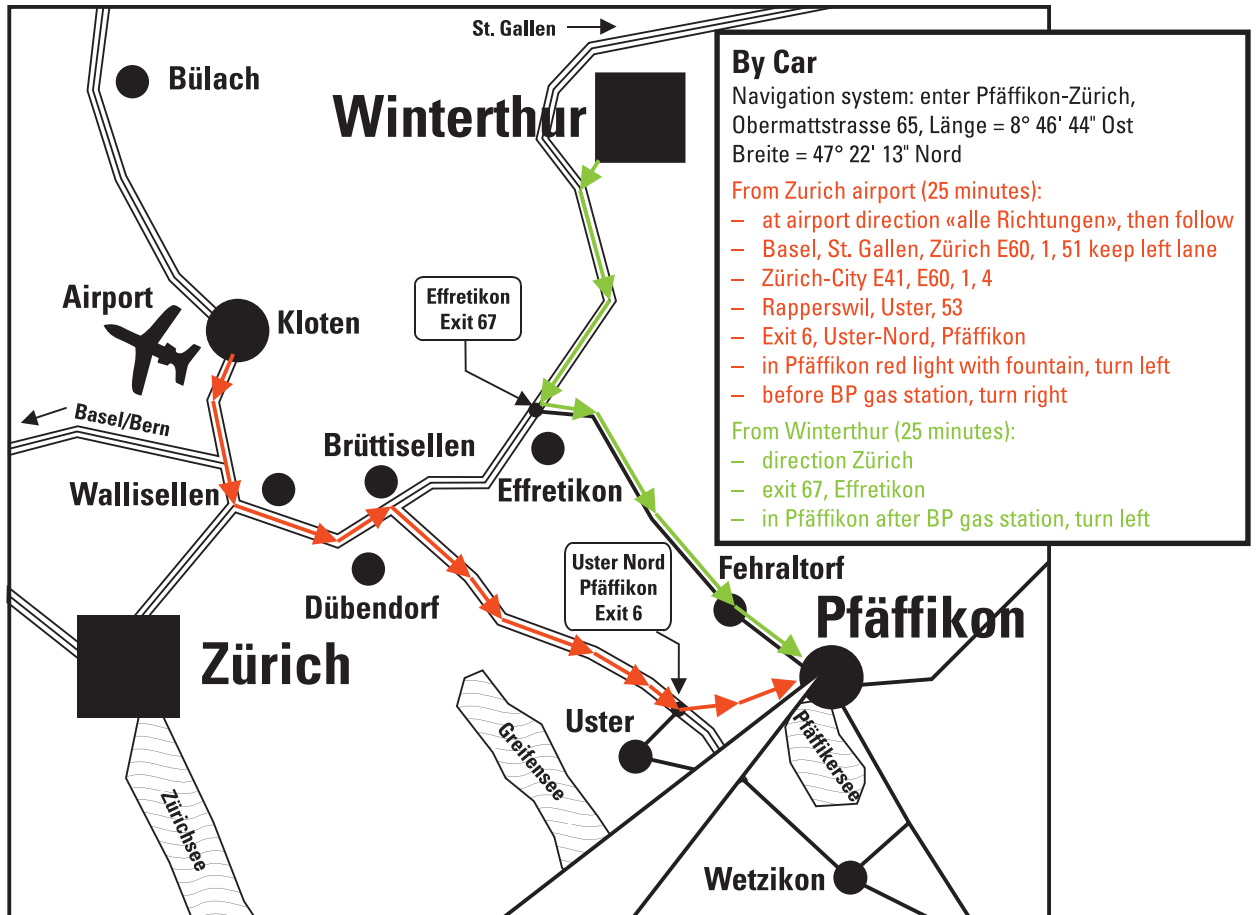 St. Gallen
Bülach
Winterthur
By Car
Navigation system: enter Pfäffikon-Zürich,
Obermattstrasse 65, Länge = 8° 46' 44" Ost
Breite = 47° 22' 13" Nord
From Zurich airport (25 minutes):
– at airport direction «alle Richtungen», then follow
– Basel, St. Gallen, Zürich E60, 1, 51 keep left lane
– Zürich-City E41, E60, 1, 4
– Rapperswil, Uster, 53
– Exit 6, Uster-Nord, Pfäffikon
– in Pfäffikon red light with fountain, turn left
– before BP gas station, turn right
From Winterthur (25 minutes):
– direction Zürich
– exit 67, Effretikon
– in Pfäffikon after BP gas station, turn left
Airport
Kloten
Effretikon
Exit 67
Basel/Bern
Brüttisellen
Wallisellen
Effretikon
Dübendorf
Uster Nord
Pfäffikon
Exit 6
Fehraltorf
Pfäffikon
Zürich
Uster
Greifensee
Pfäffikersee
Zürichsee
Wetzikon